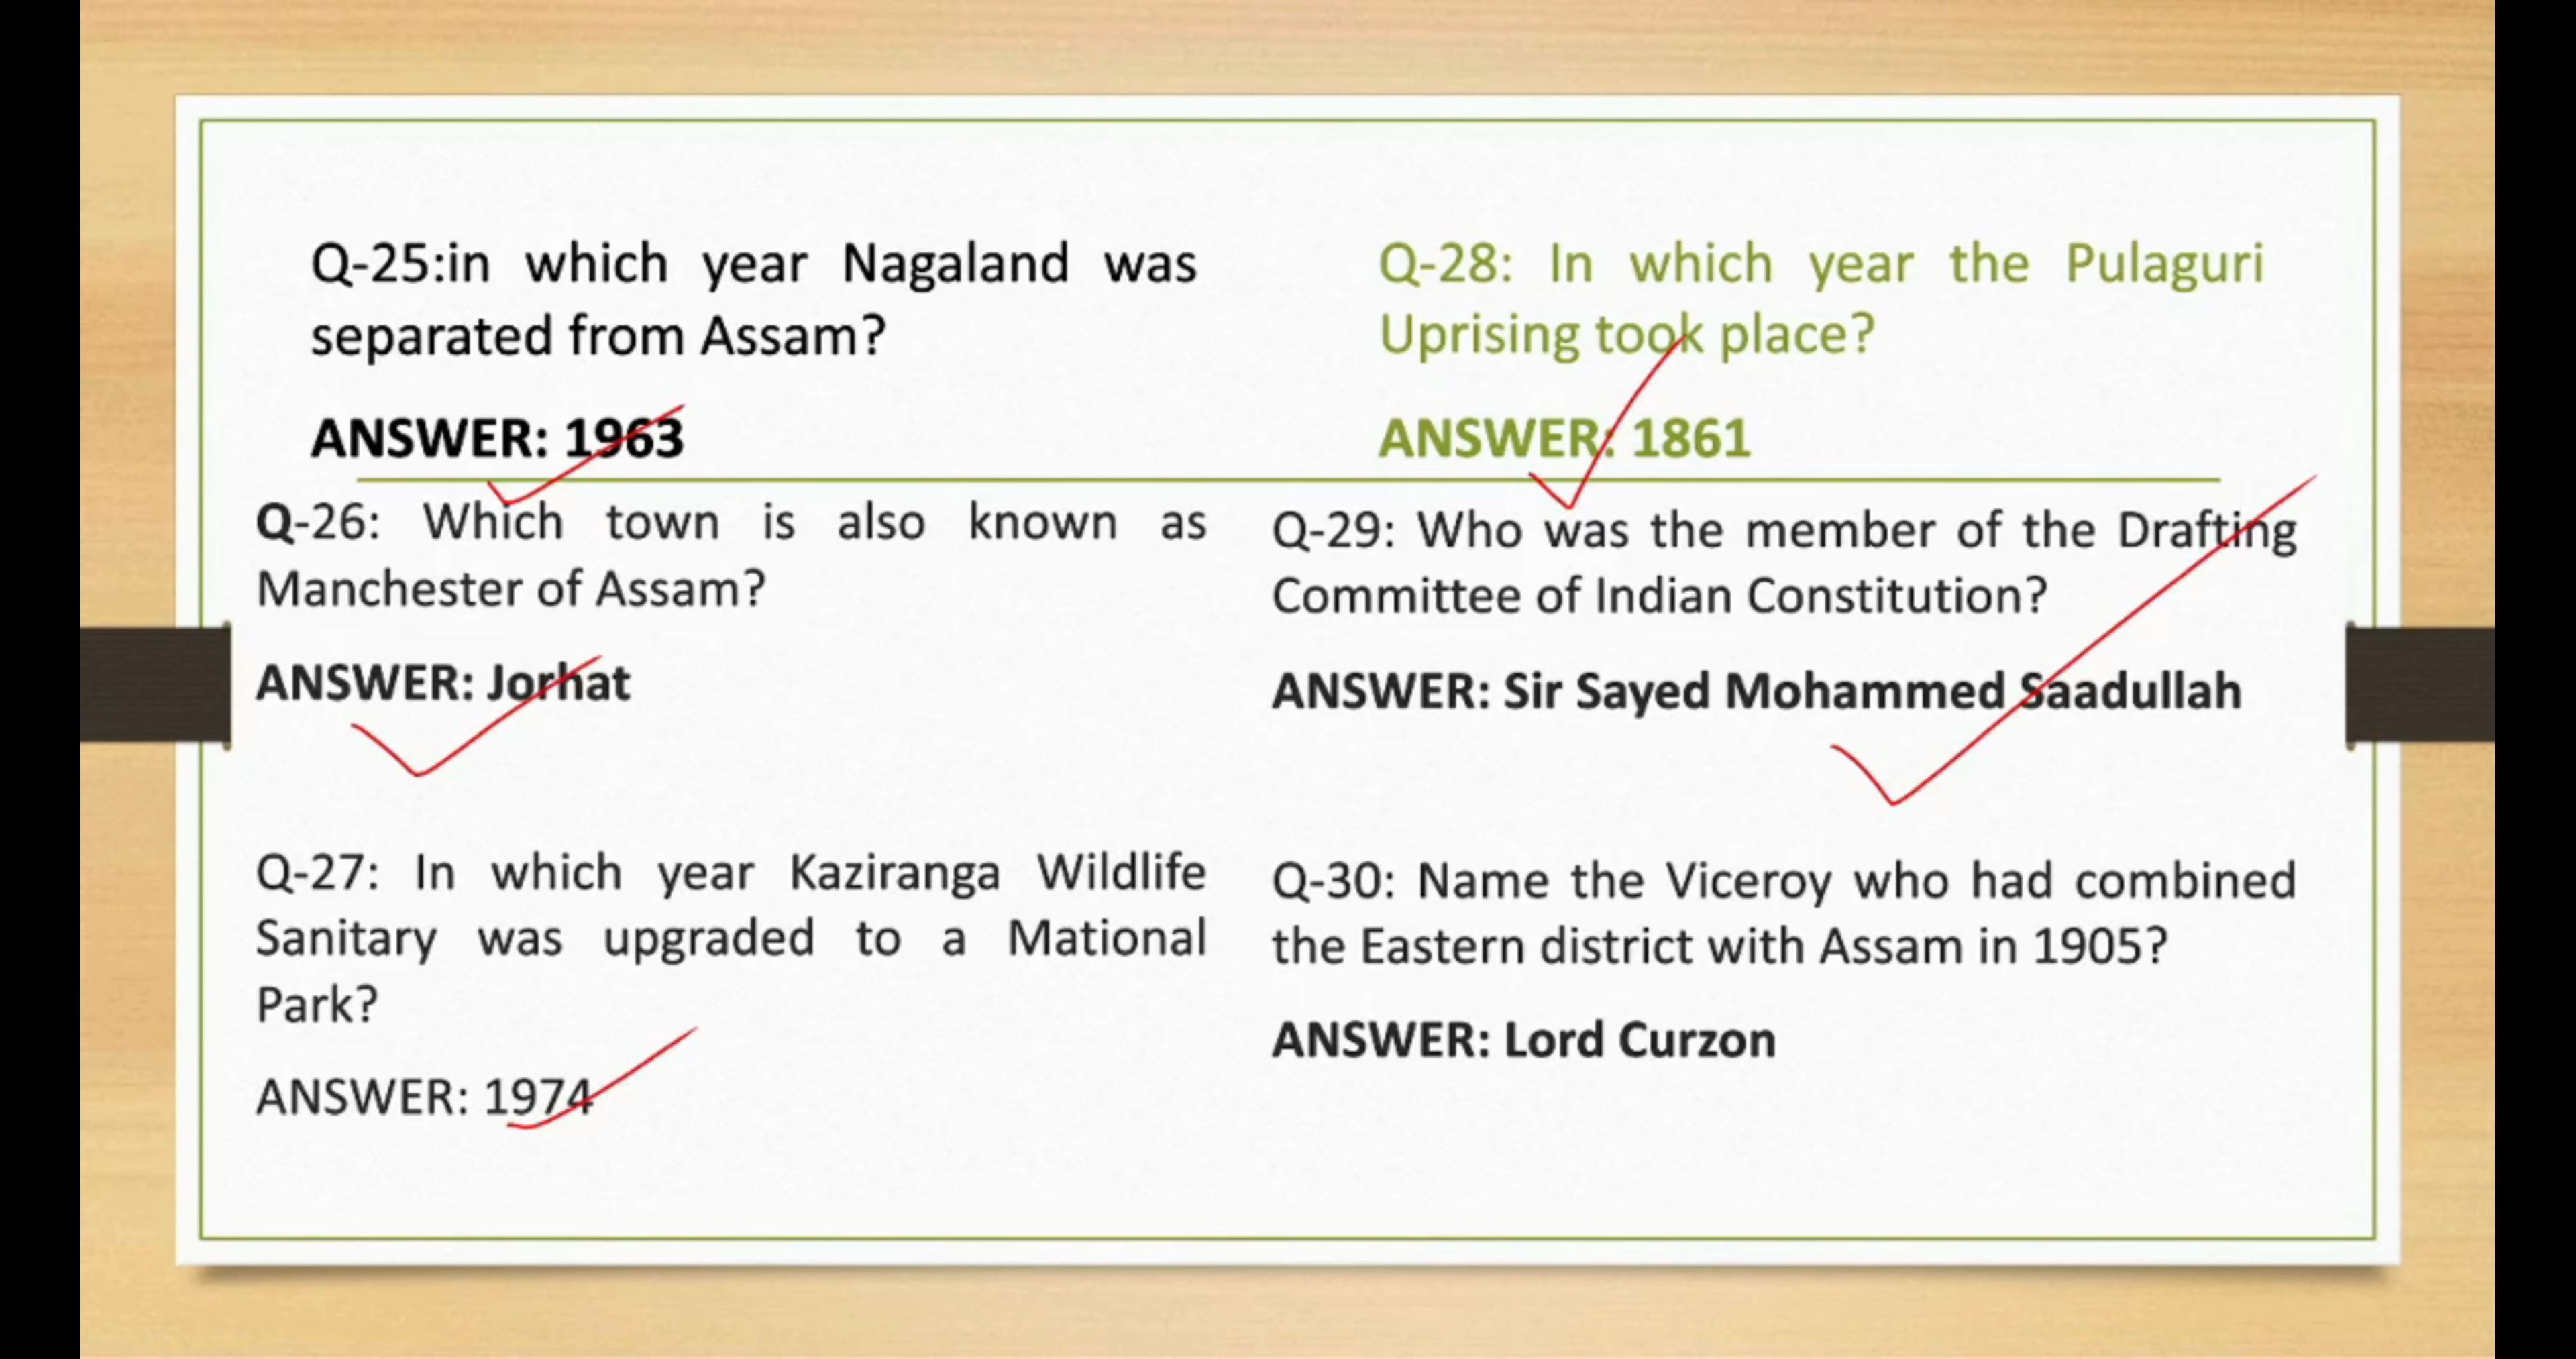 Q-25:in which year Nagaland was
separated from Assam?
ANSWER: 1963
Q-26: Which town is also known as
Manchester of Assam?
ANSWER: Jorhat
Q-27: In which year Kaziranga Wildlife
Sanitary was upgraded to a Mational
Park?
ANSWER: 1974
Q-28: In which year the Pulaguri
Uprising took place?
ANSWER: 1861
Q-29: Who was the member of the Drafting
Committee of Indian Constitution?
ANSWER: Sir Sayed Mohammed Saadullah
Q-30: Name the Viceroy who had combined
the Eastern district with Assam in 1905?
ANSWER: Lord Curzon